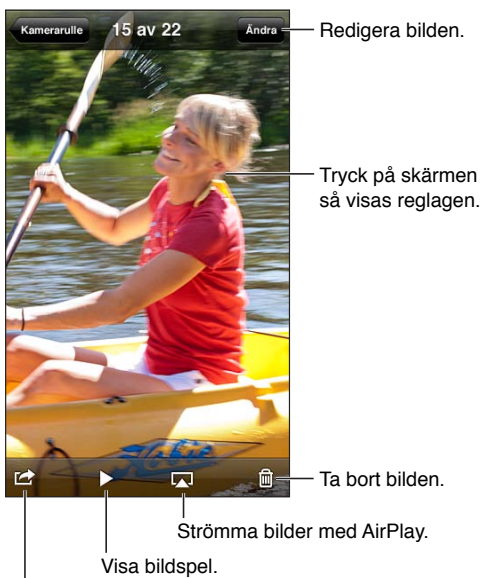 Kamerarulle
15 av 22
Ändra
Redigera bilden.
Tryck på skärmen
så visas reglagen.
Ta bort bilden.
Strömma bilder med AirPlay.
Visa bildspel.